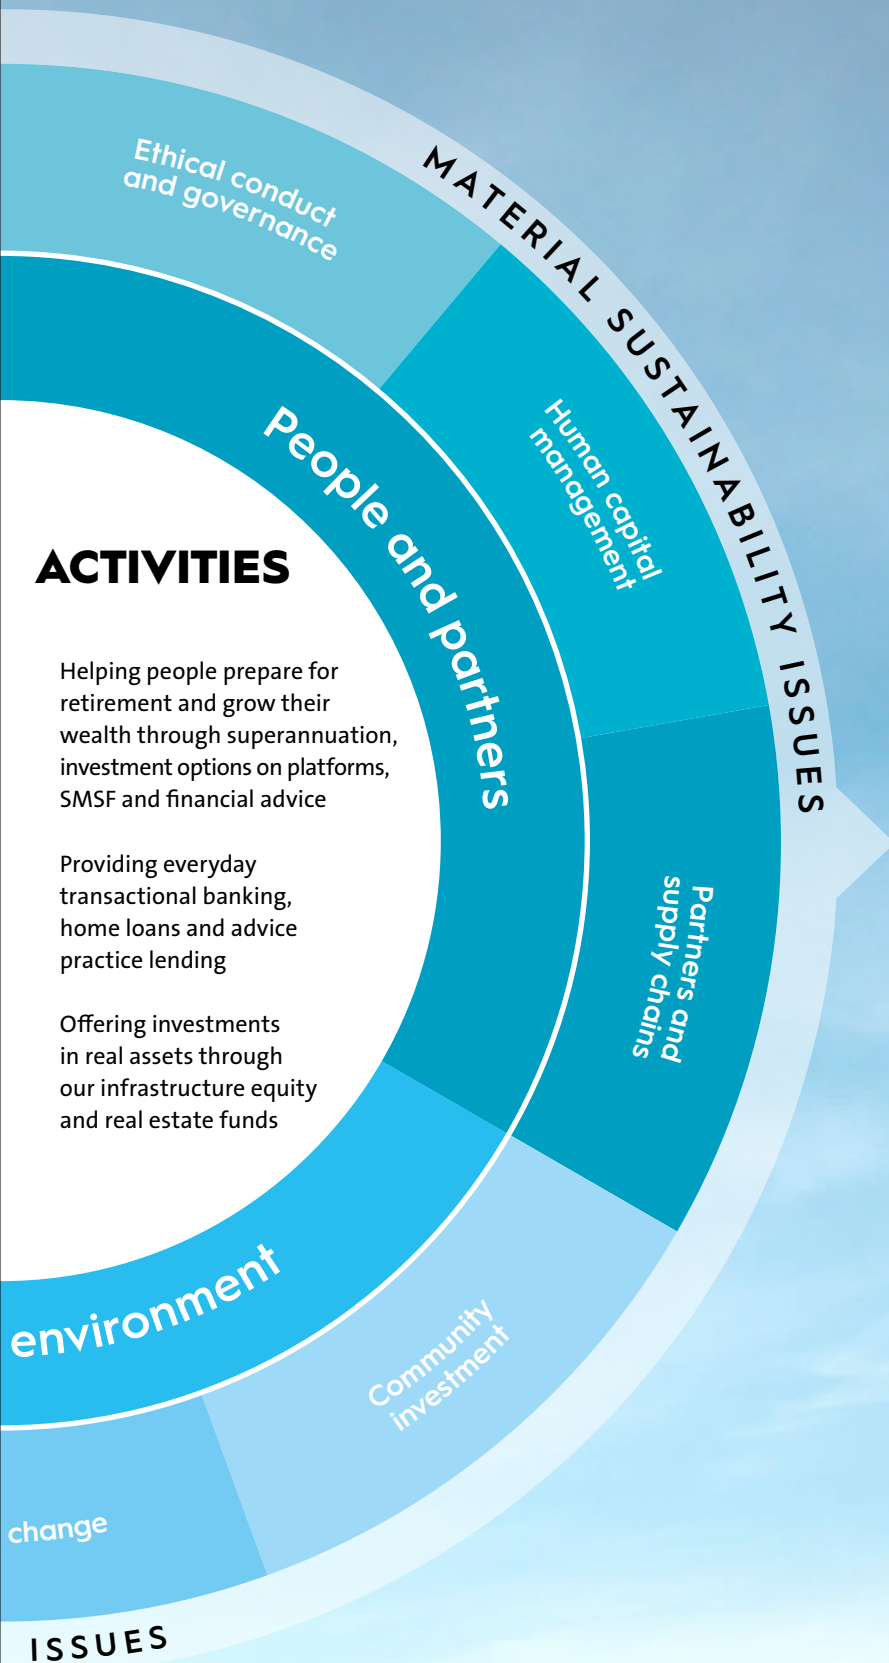 MATERIAL SUSTAINABILITY ISSUES
Ethical conduct
and governance
Human capital
management
People and partners
ACTIVITIES
Helping people prepare for
retirement and grow their
wealth through superannuation,
investment options on platforms,
SMSF and financial advice
Providing everyday
transactional banking,
home loans and advice
practice lending
Offering investments
in real assets through
our infrastructure equity
and real estate funds
Partners and
supply chains
environment
Community
investment
change
ISSUES